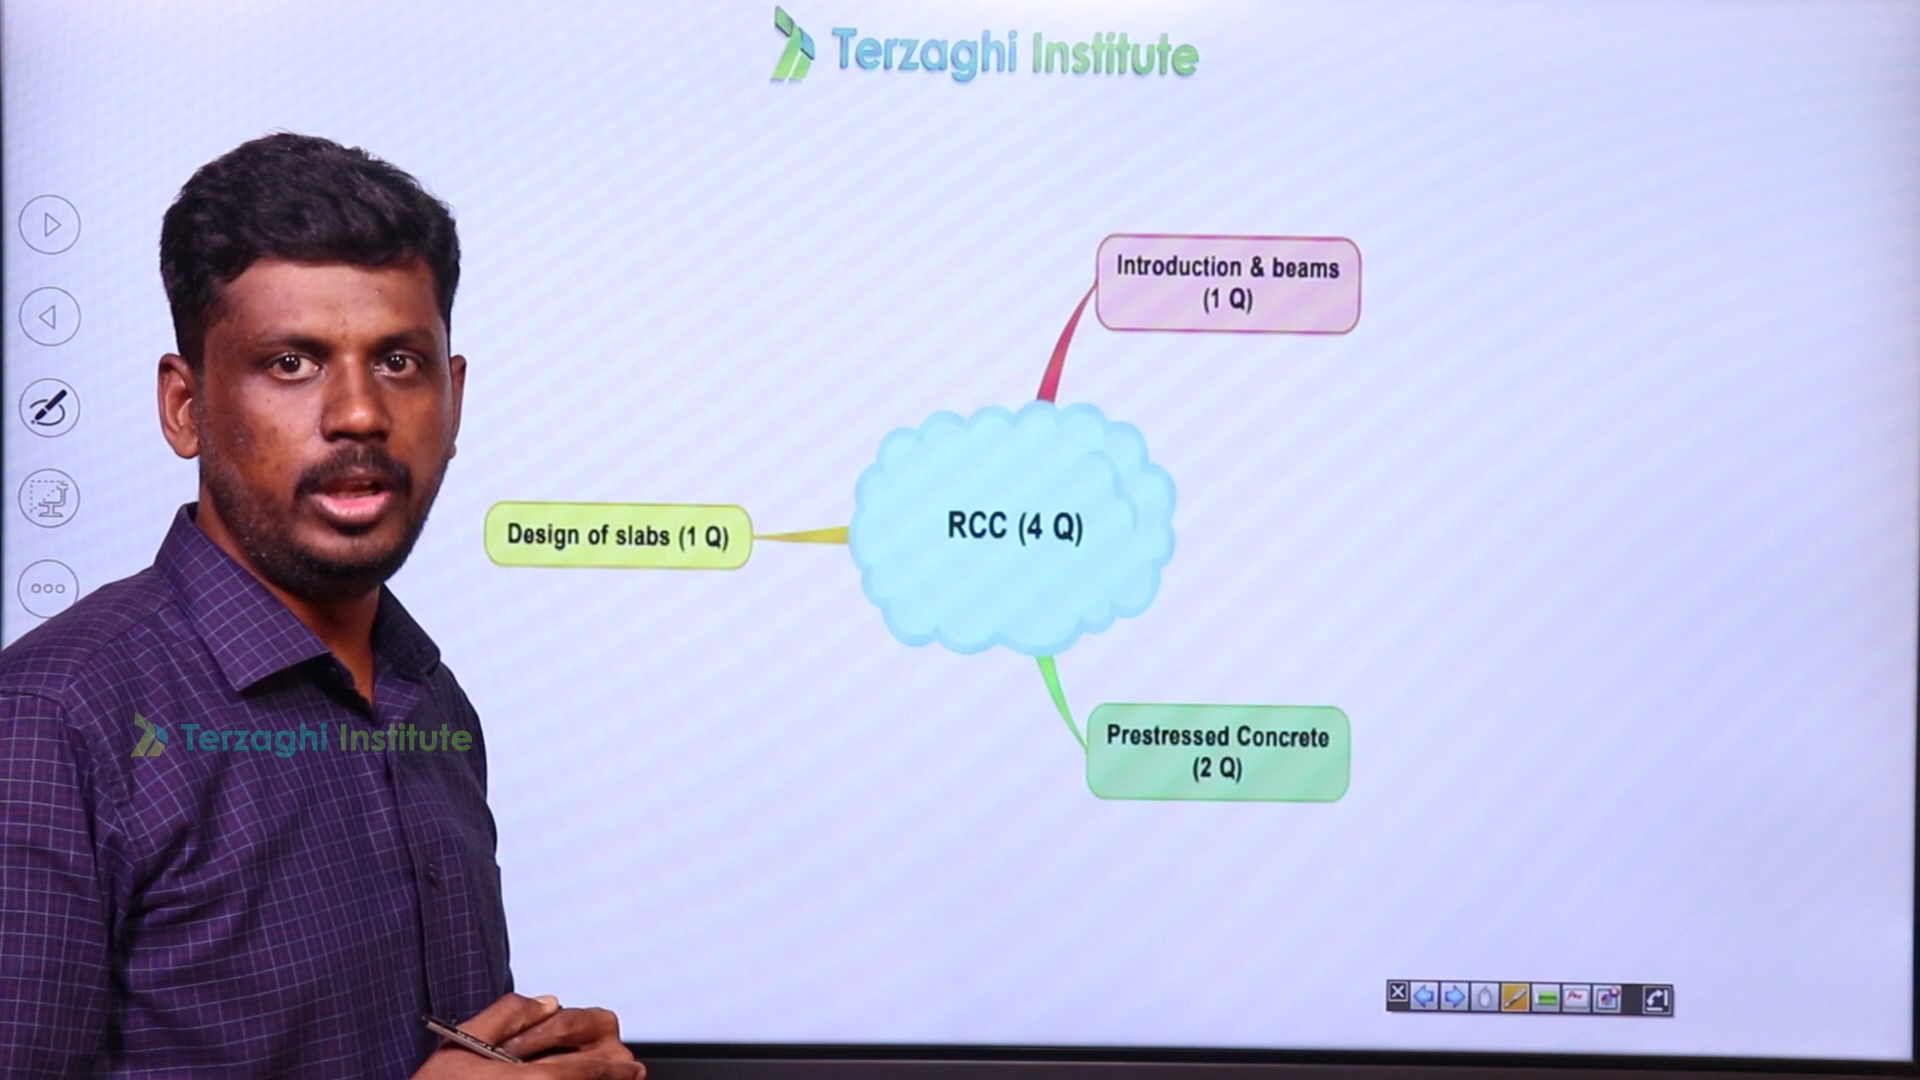 Terzaghi Institute
Introduction & beams
(1 Q)
Design of slabs (1 Q)
RCC (4 Q)
Prestressed Concrete
(2 Q)
Terzaghi Institute